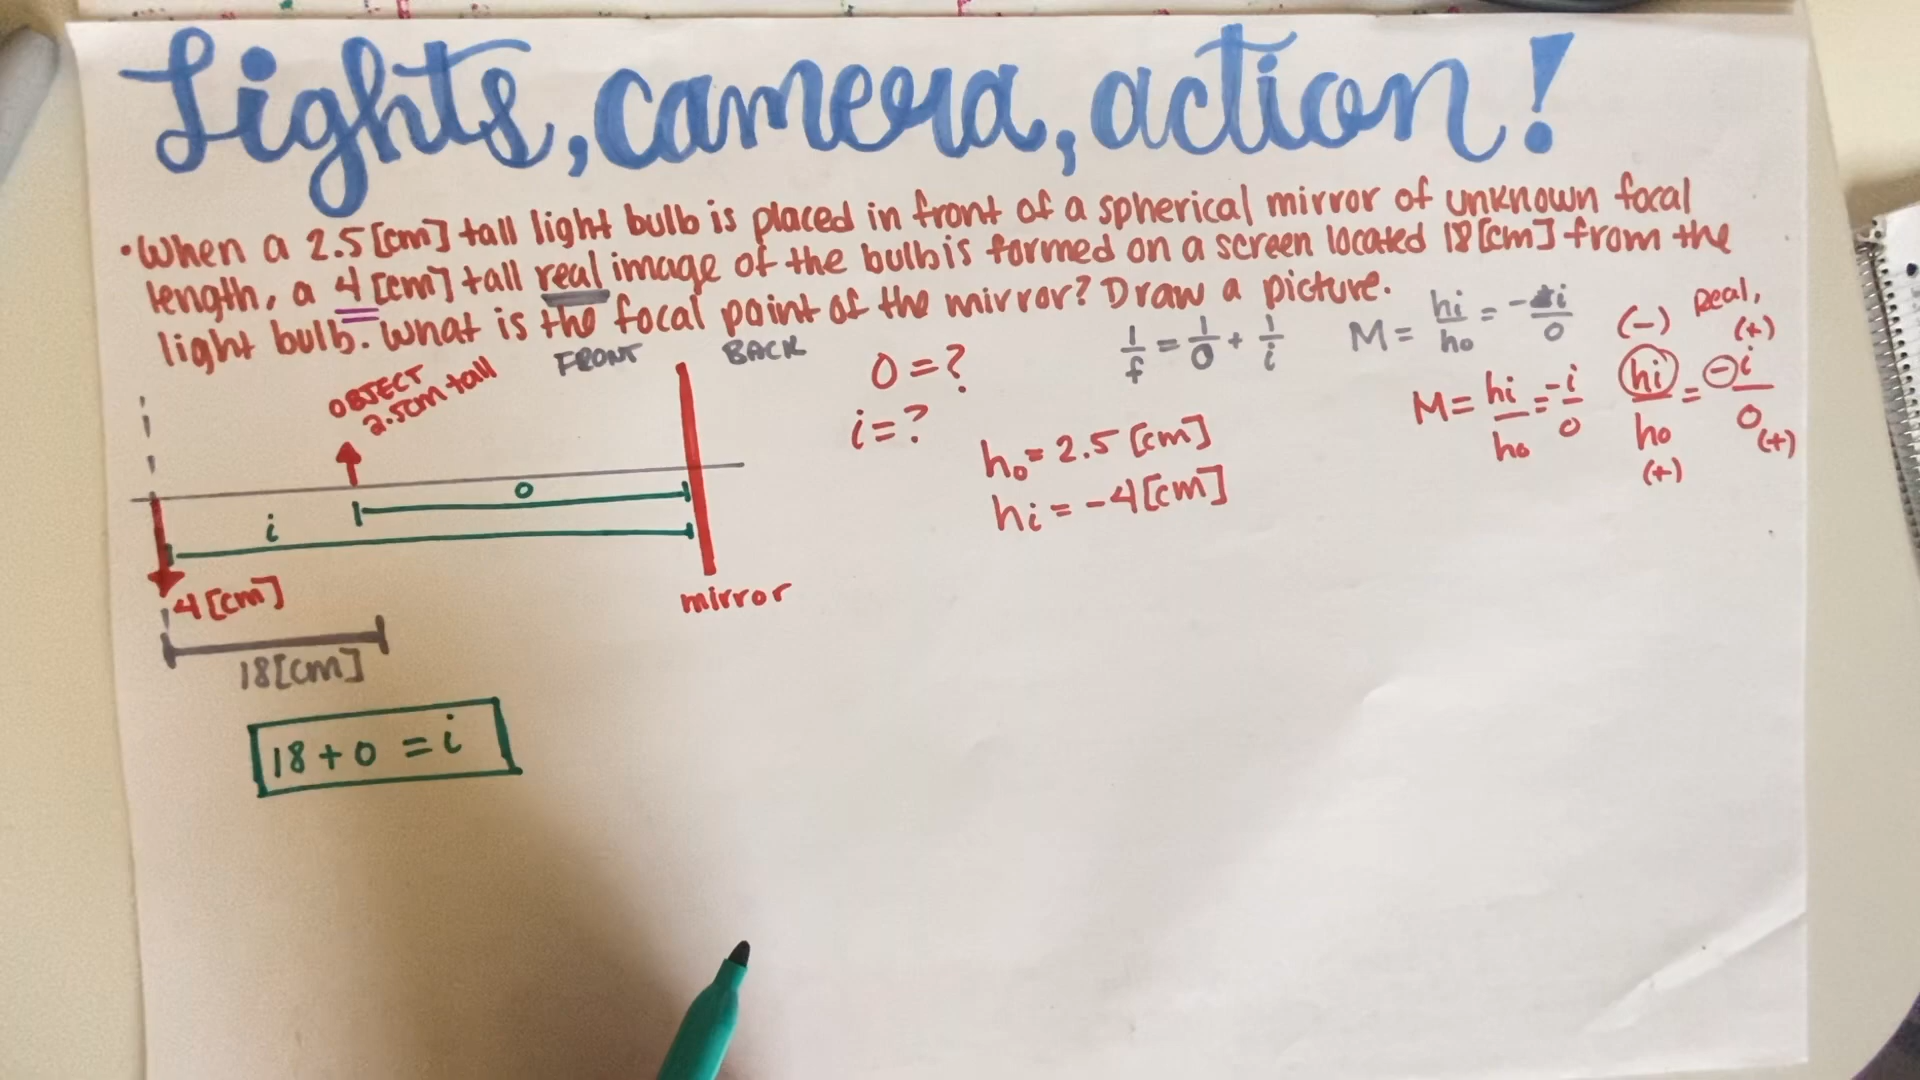 Lights, camera, action!
• When a 2.5 [cm] tall light bulb is placed in front of a spherical mirror of unknown focal
length, a 4 [cm] tall real image of the bulb is formed on a screen located 18 [cm] from the
light bulb. What is the focal point of the mirror? Draw a picture.
OBJECT
2.5cm tall
FRONT
BACK
o
i
4 [cm]
mirror
18 [cm]
18 + o = i
o = ?
i = ?
ho = 2.5 [cm]
hi = -4 [cm]
1/f = 1/o + 1/i
M = hi/ho = -i/o
M = hi/ho = -i/o
(-) Real, (+)
hi/ho = -i/o
(+) (+)